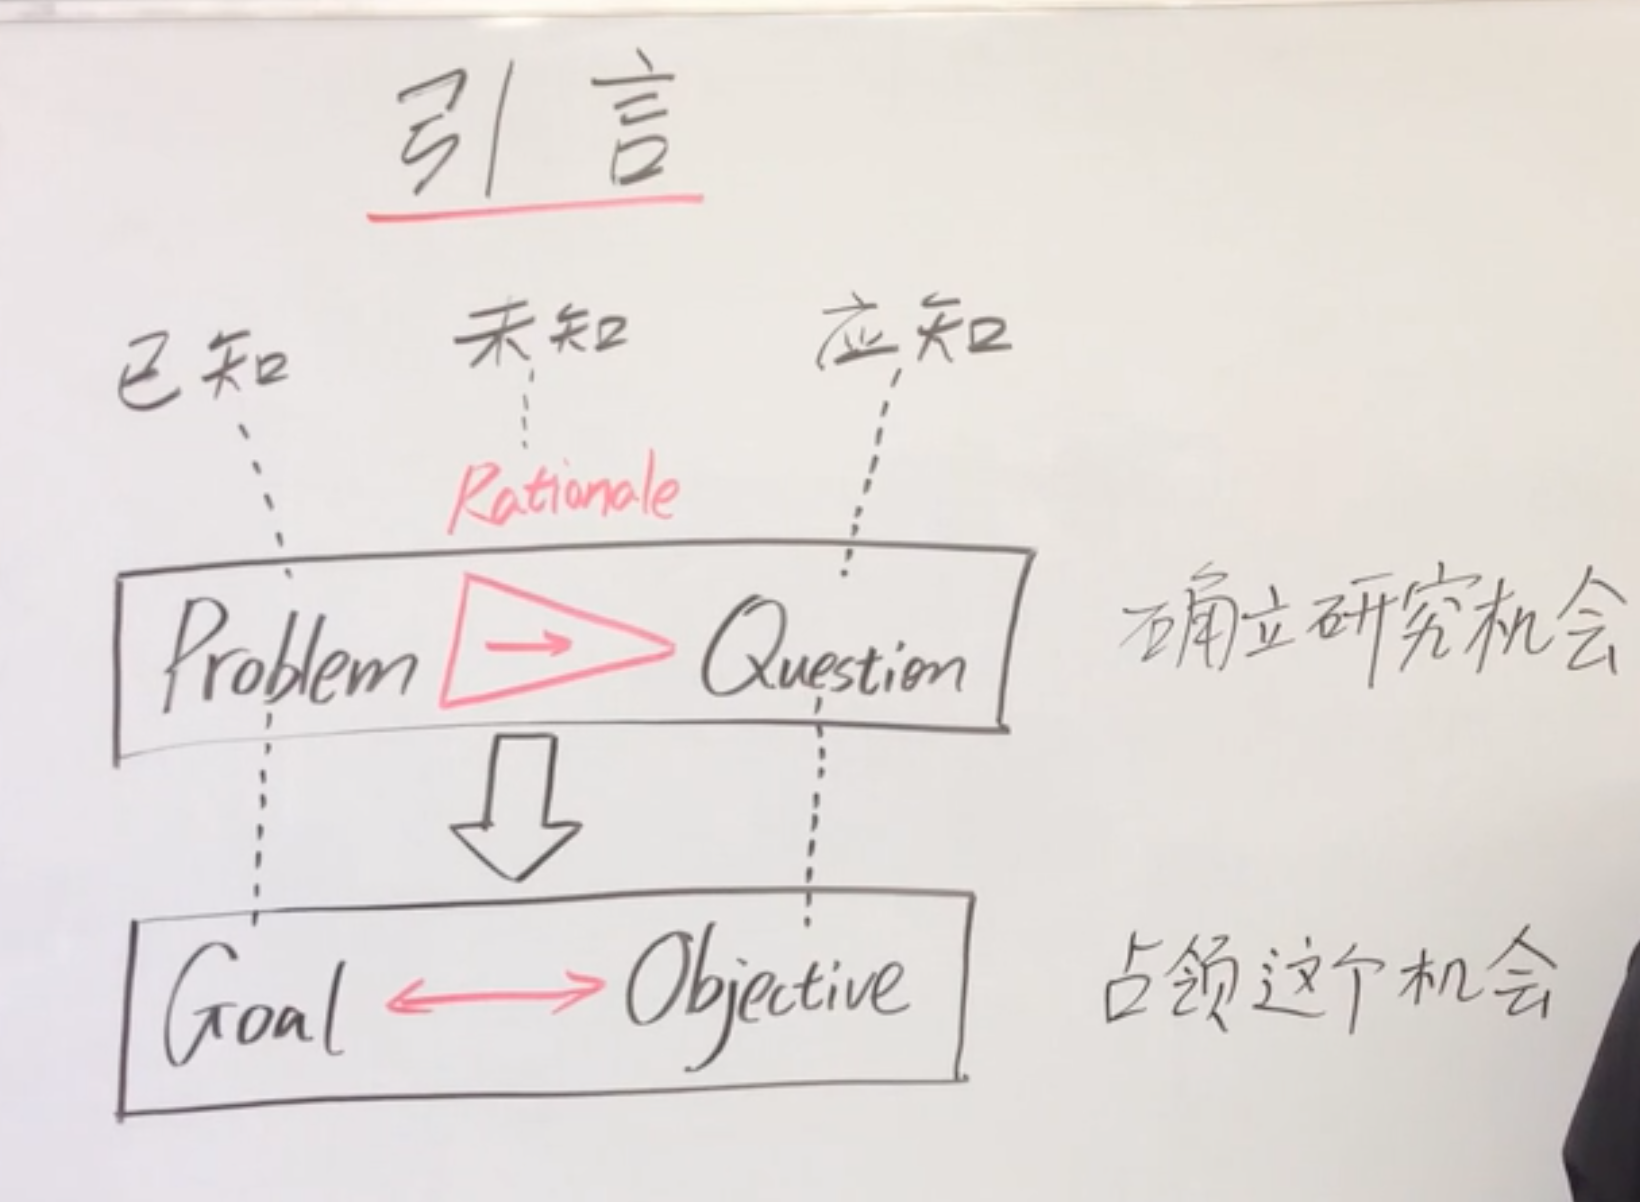 引言
已知 未知 应知
Rationale
Problem → Question 确立研究机会
Goal ↔ Objective 占领这个机会